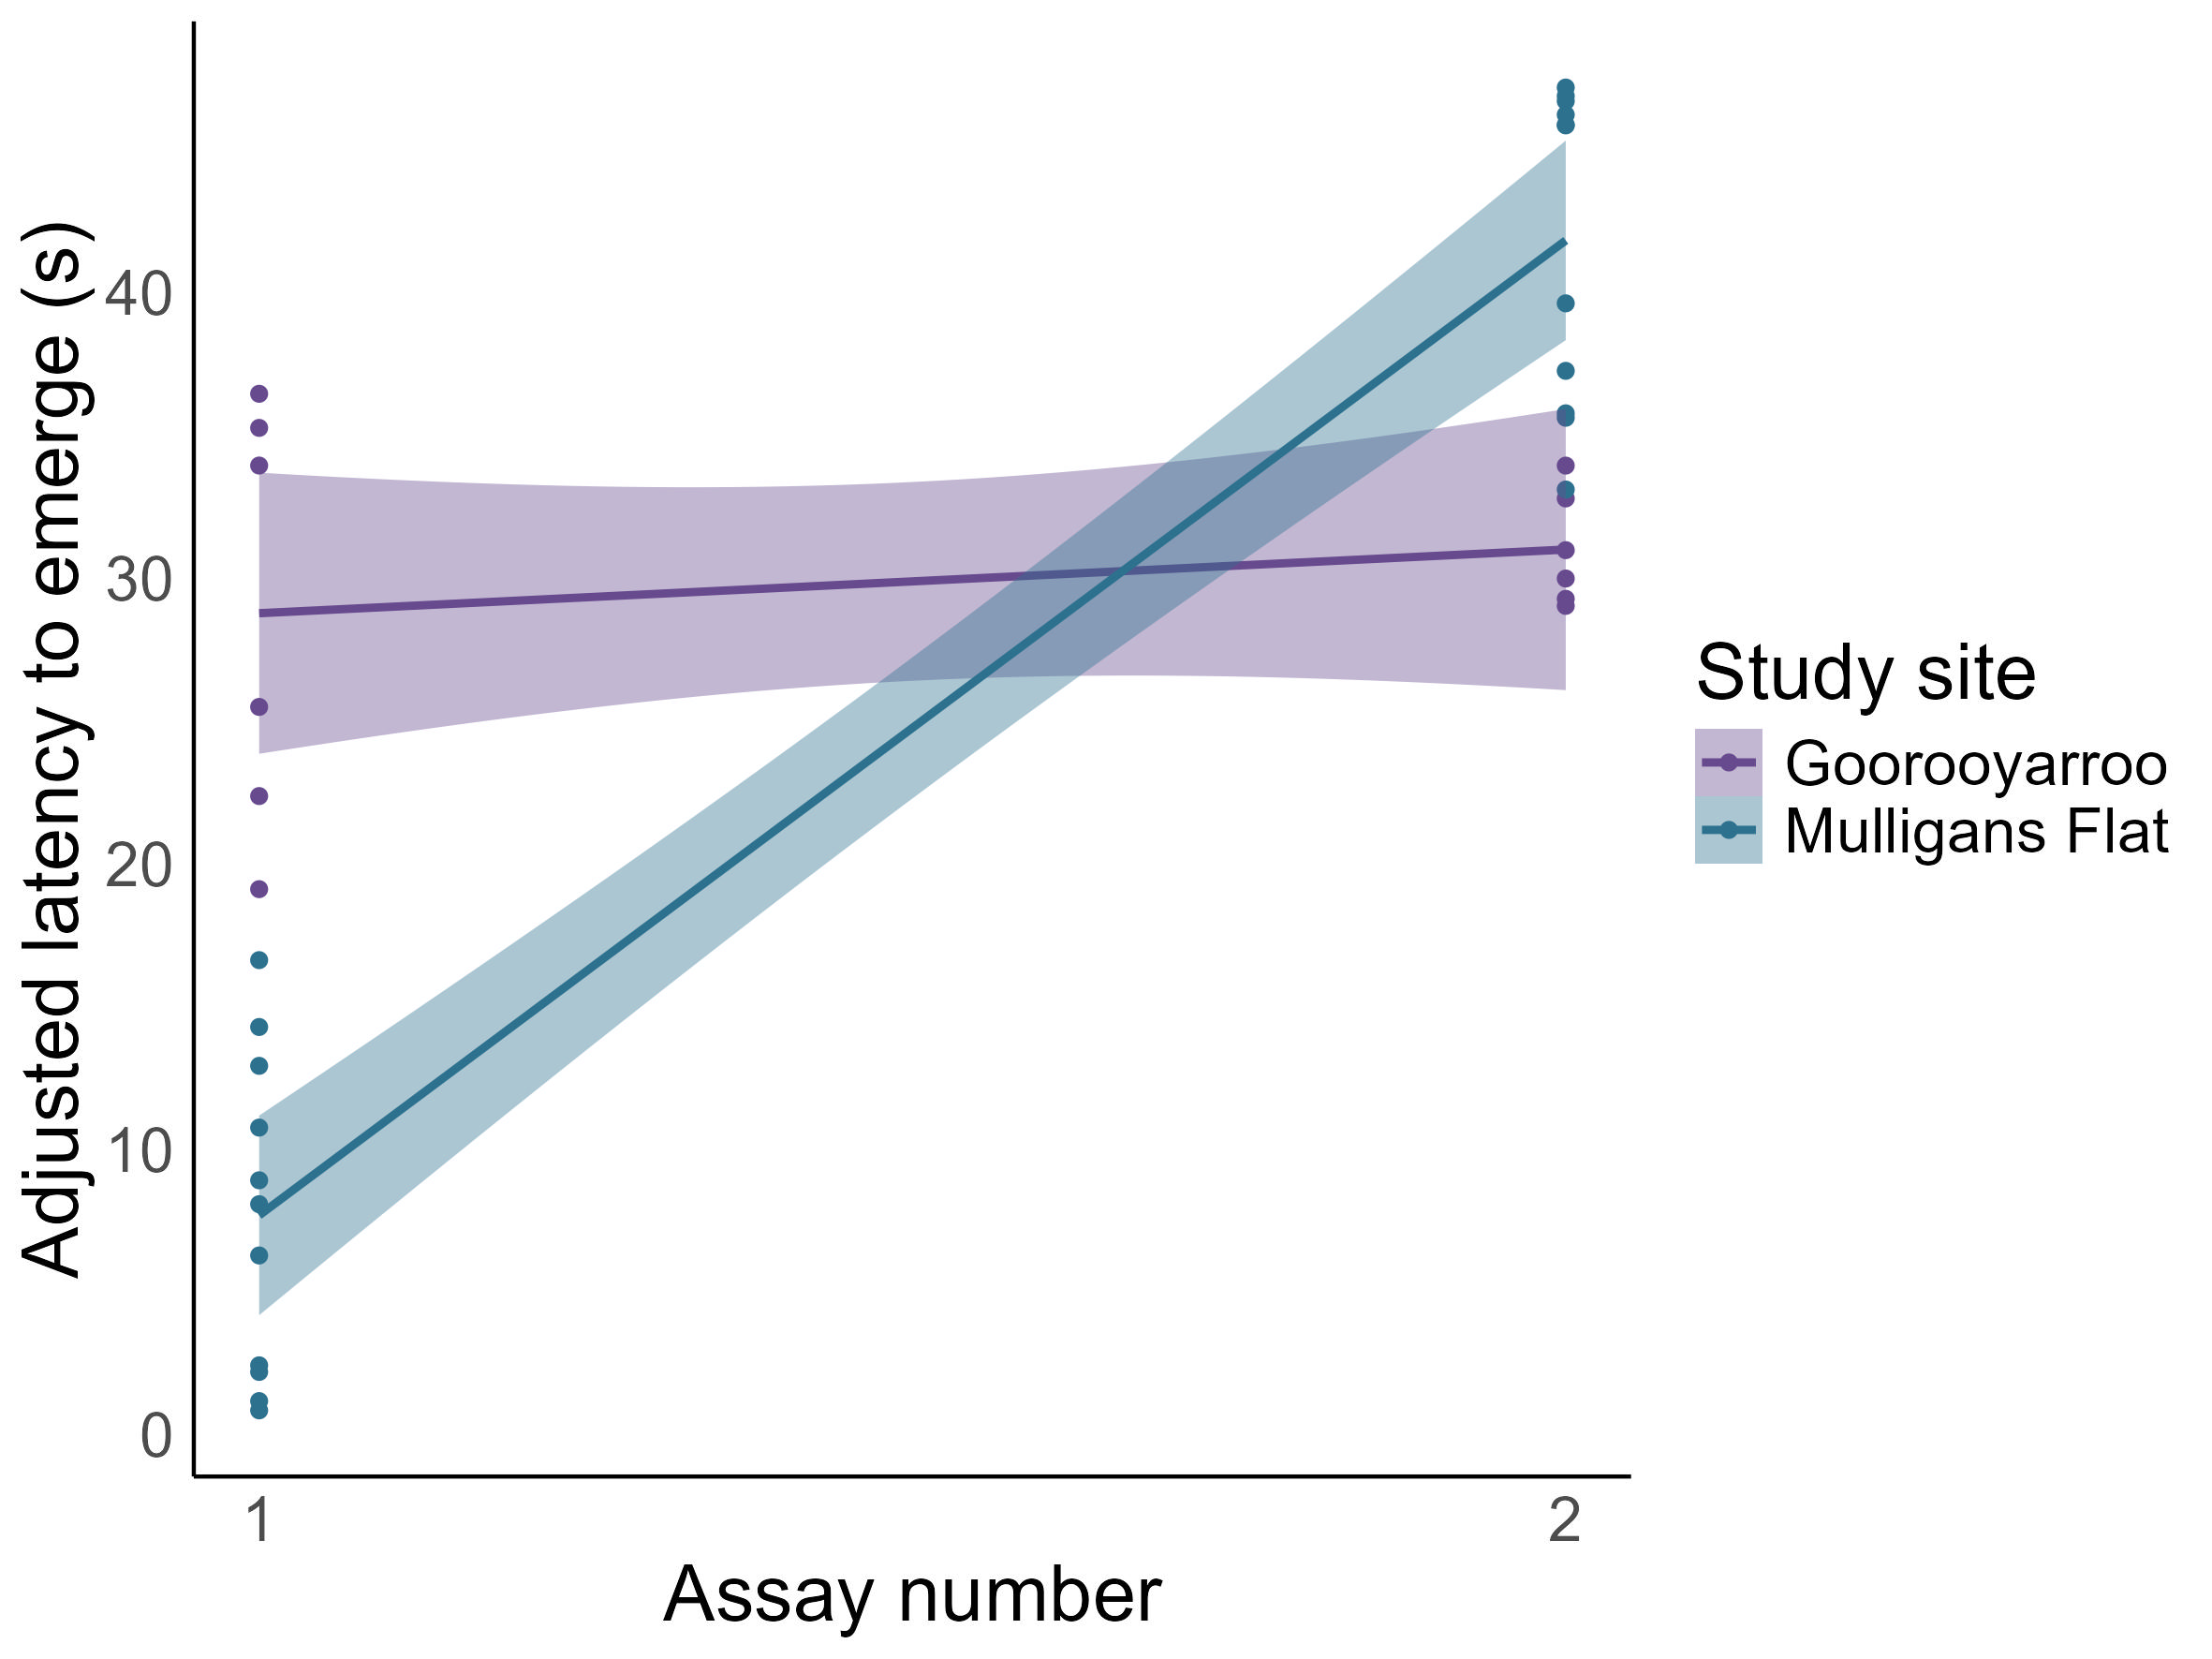 Adjusted latency to emerge (s)
40
30
20
10
0
1
2
Assay number
Study site
Goorooyarroo
Mulligans Flat